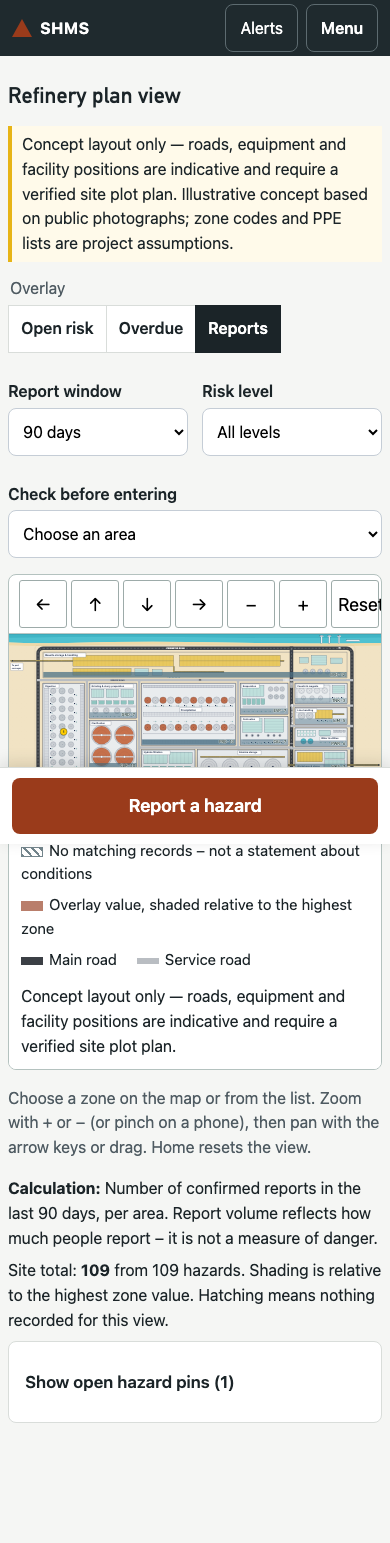 SHMS
Alerts
Menu
Refinery plan view
Concept layout only — roads, equipment and
facility positions are indicative and require a
verified site plot plan. Illustrative concept based
on public photographs; zone codes and PPE
lists are project assumptions.
Overlay
Open risk
Overdue
Reports
Report window
Risk level
90 days
All levels
Check before entering
Choose an area
← ↑ ↓ → − + Reset
Report a hazard
No matching records – not a statement about
conditions
Overlay value, shaded relative to the highest
zone
Main road
Service road
Concept layout only — roads, equipment and
facility positions are indicative and require a
verified site plot plan.
Choose a zone on the map or from the list. Zoom
with + or − (or pinch on a phone), then pan with the
arrow keys or drag. Home resets the view.
Calculation: Number of confirmed reports in the
last 90 days, per area. Report volume reflects how
much people report – it is not a measure of danger.
Site total: 109 from 109 hazards. Shading is relative
to the highest zone value. Hatching means nothing
recorded for this view.
Show open hazard pins (1)